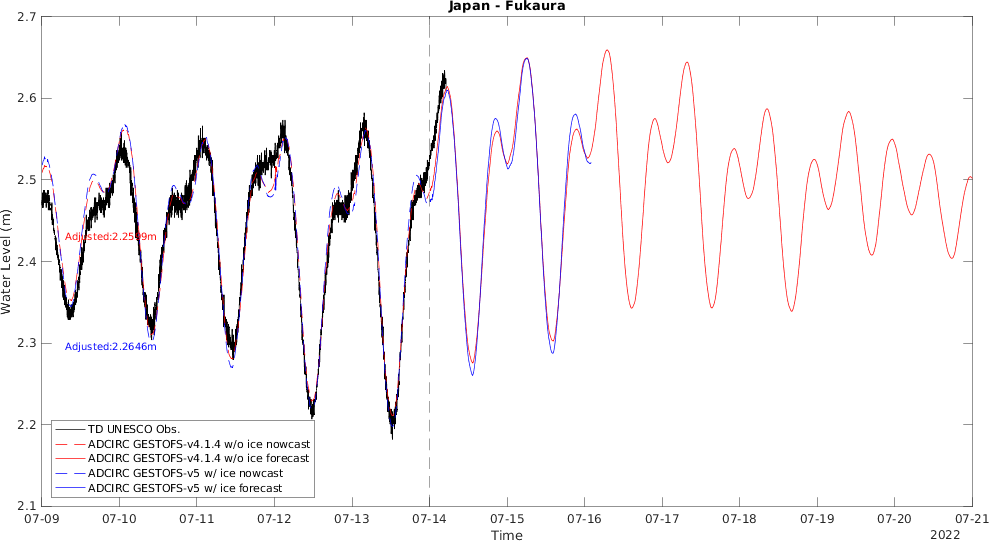 Japan - Fukaura
2.7
2.6
2.5
2.4
2.3
2.2
2.1
Water Level (m)
Adjusted:2.2599m
Adjusted:2.2646m
TD UNESCO Obs.
ADCIRC GESTOFS-v4.1.4 w/o ice nowcast
ADCIRC GESTOFS-v4.1.4 w/o ice forecast
ADCIRC GESTOFS-v5 w/ ice nowcast
ADCIRC GESTOFS-v5 w/ ice forecast
07-09 07-10 07-11 07-12 07-13 07-14 07-15 07-16 07-17 07-18 07-19 07-20 07-21
Time
2022